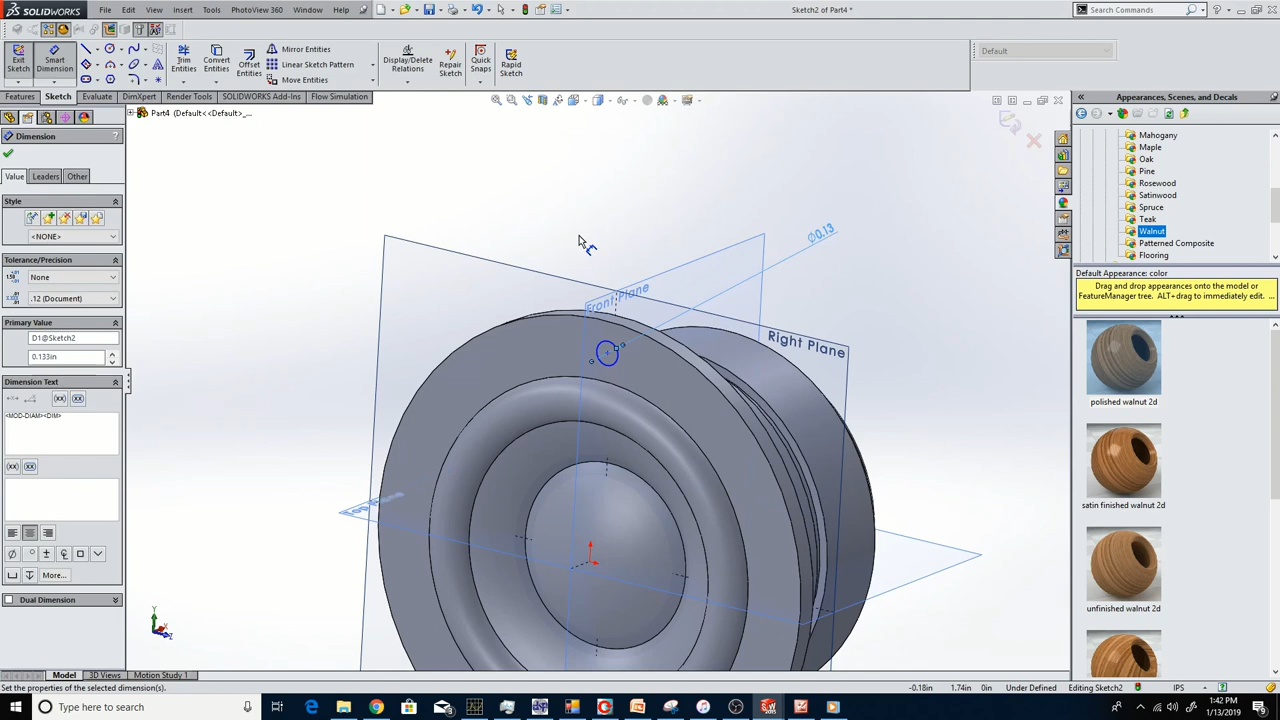 SOLIDWORKS
File Edit View Insert Tools PhotoView 360 Window Help
Sketch2 of Part4 *
Search Commands
Exit Sketch
Smart Dimension
Trim Entities
Convert Entities
Offset Entities
Mirror Entities
Linear Sketch Pattern
Move Entities
Display/Delete Relations
Repair Sketch
Quick Snaps
Rapid Sketch
Default
Features Sketch Evaluate DimXpert Render Tools SOLIDWORKS Add-Ins Flow Simulation
Part4 (Default<<Default>_...
Dimension
Value Leaders Other
Style
<NONE>
Tolerance/Precision
None
.12 (Document)
Primary Value
D1@Sketch2
0.133in
Dimension Text
<MOD-DIAM><DIM>
More...
Dual Dimension
Ø0.13
Front Plane
Right Plane
Appearances, Scenes, and Decals
Mahogany
Maple
Oak
Pine
Rosewood
Satinwood
Spruce
Teak
Walnut
Patterned Composite
Flooring
Default Appearance: color
Drag and drop appearances onto the model or
FeatureManager tree. ALT+drag to immediately edit. ...
polished walnut 2d
satin finished walnut 2d
unfinished walnut 2d
Model 3D Views Motion Study 1
Set the properties of the selected dimension(s).
-0.18in 1.74in 0in Under Defined Editing Sketch2 IPS
Type here to search
1:42 PM
1/13/2019